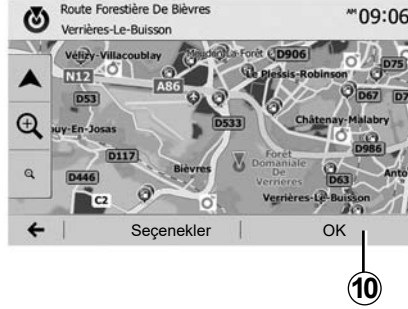 Route Forestière De Bièvres
AM 09:06
Verrières-Le-Buisson
Vélizy-Villacoublay
Meudon-la-Forêt
D906
D75
N12
A86
Le Plessis-Robinson
D53
D67
D533
Châtenay-Malabry
ouy-En-Josas
D986
D117
Bièvres
Forêt
Domaniale
De
Verrières
D446
D63
Verrières-Le-Buisson
C2
Seçenekler
OK
10